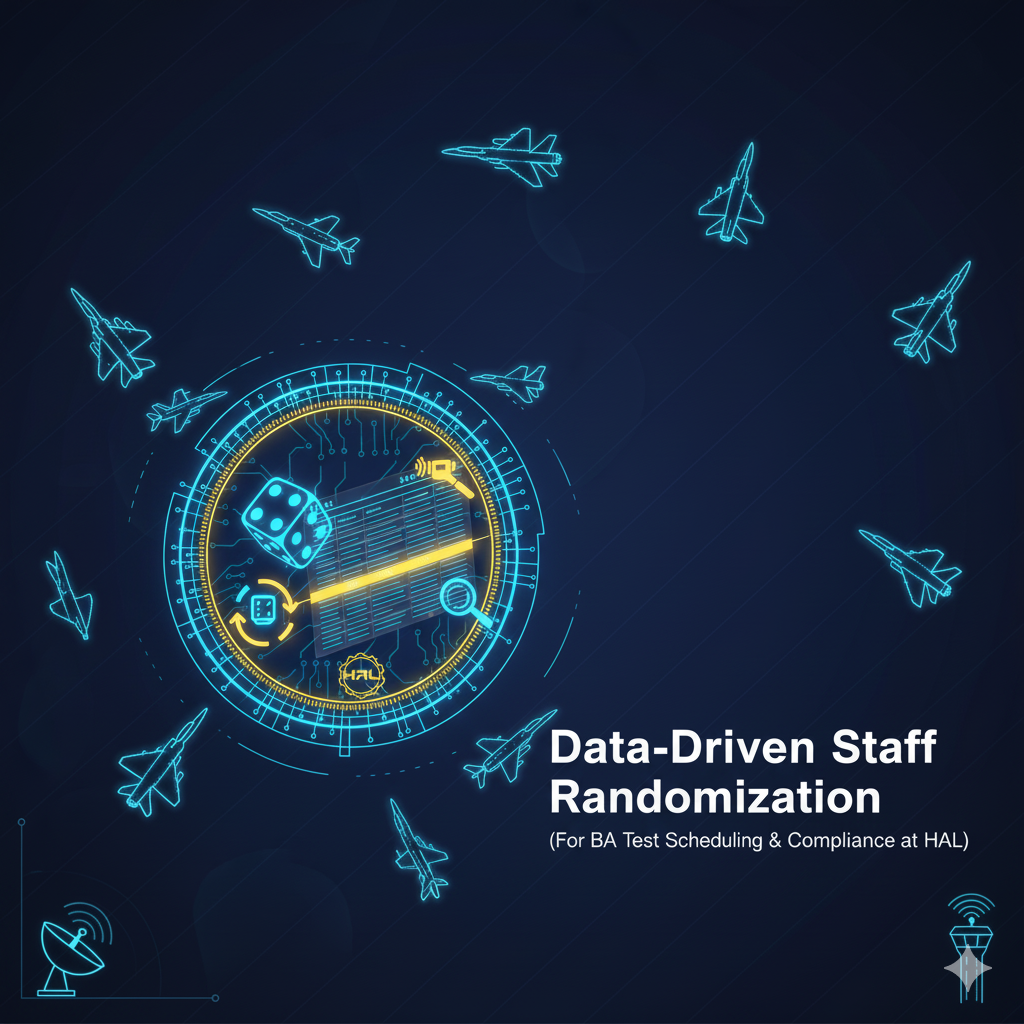 HAL
Data-Driven Staff
Randomization
(For BA Test Scheduling & Compliance at HAL)